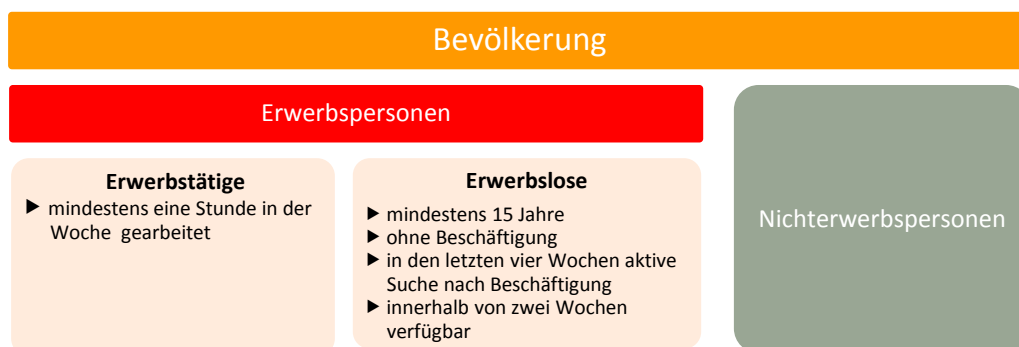 Bevölkerung
Erwerbspersonen
Erwerbstätige
▶ mindestens eine Stunde in der
Woche gearbeitet
Erwerbslose
▶ mindestens 15 Jahre
▶ ohne Beschäftigung
▶ in den letzten vier Wochen aktive
Suche nach Beschäftigung
▶ innerhalb von zwei Wochen
verfügbar
Nichterwerbspersonen